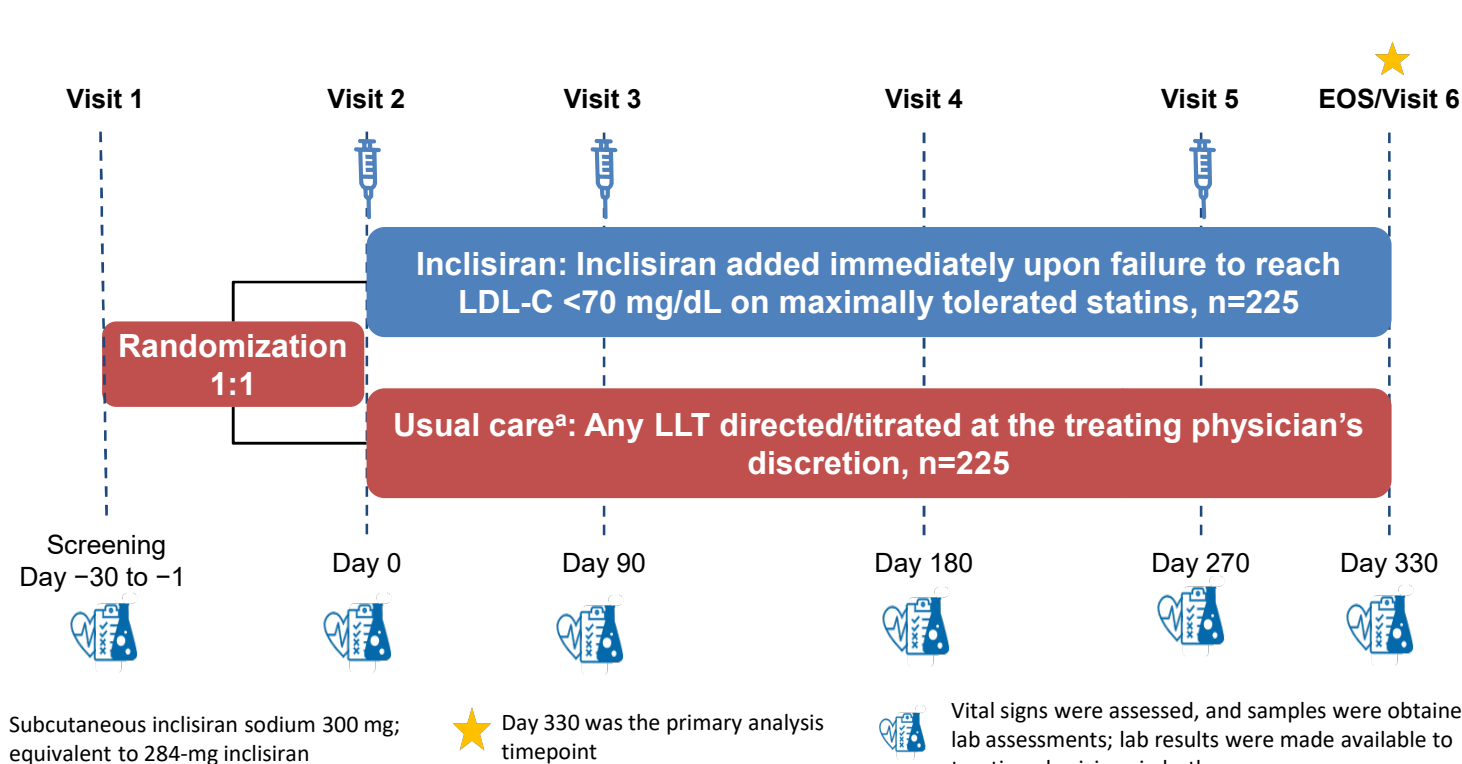 Visit 1
Visit 2
Visit 3
Visit 4
Visit 5
EOS/Visit 6
Inclisiran: Inclisiran added immediately upon failure to reach
LDL-C <70 mg/dL on maximally tolerated statins, n=225
Randomization
1:1
Usual careᵃ: Any LLT directed/titrated at the treating physician’s
discretion, n=225
Screening
Day −30 to −1
Day 0
Day 90
Day 180
Day 270
Day 330
Subcutaneous inclisiran sodium 300 mg;
equivalent to 284-mg inclisiran
Day 330 was the primary analysis
timepoint
Vital signs were assessed, and samples were obtaine
lab assessments; lab results were made available to